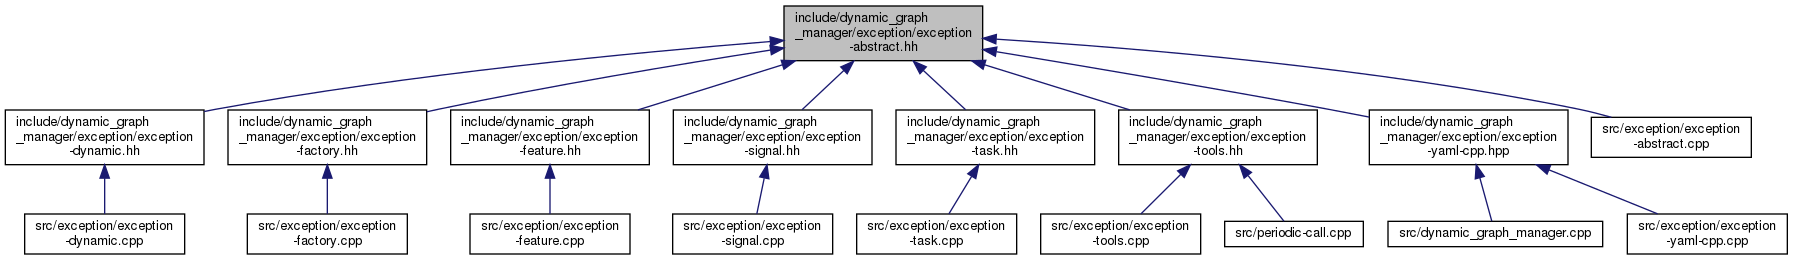 include/dynamic_graph
_manager/exception/exception
-abstract.hh
include/dynamic_graph
_manager/exception/exception
-dynamic.hh
include/dynamic_graph
_manager/exception/exception
-factory.hh
include/dynamic_graph
_manager/exception/exception
-feature.hh
include/dynamic_graph
_manager/exception/exception
-signal.hh
include/dynamic_graph
_manager/exception/exception
-task.hh
include/dynamic_graph
_manager/exception/exception
-tools.hh
include/dynamic_graph
_manager/exception/exception
-yaml-cpp.hpp
src/exception/exception
-abstract.cpp
src/exception/exception
-dynamic.cpp
src/exception/exception
-factory.cpp
src/exception/exception
-feature.cpp
src/exception/exception
-signal.cpp
src/exception/exception
-task.cpp
src/exception/exception
-tools.cpp
src/periodic-call.cpp
src/dynamic_graph_manager.cpp
src/exception/exception
-yaml-cpp.cpp